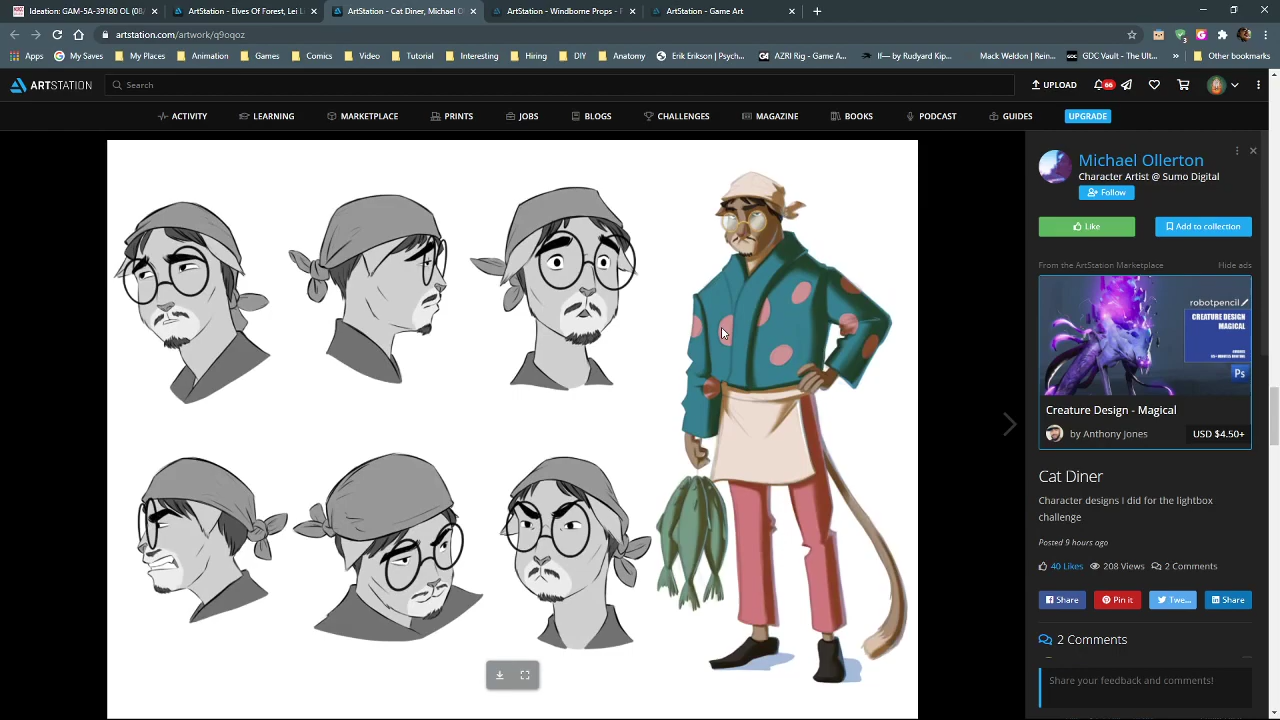 Ideation: GAM-5A-39180 OL (08/
ArtStation - Elves Of Forest, Lei L
ArtStation - Cat Diner, Michael O
ArtStation - Windborne Props - F
ArtStation - Game Art
artstation.com/artwork/q9oqoz
Apps
My Saves
My Places
Animation
Games
Comics
Video
Tutorial
Interesting
Hiring
DIY
Anatomy
Erik Erikson | Psych...
AZRI Rig - Game A...
If— by Rudyard Kip...
Mack Weldon | Rein...
GDC Vault - The Ult...
Other bookmarks
ARTSTATION
Search
UPLOAD
66
ACTIVITY
LEARNING
MARKETPLACE
PRINTS
JOBS
BLOGS
CHALLENGES
MAGAZINE
BOOKS
PODCAST
GUIDES
UPGRADE
Michael Ollerton
Character Artist @ Sumo Digital
Follow
Like
Add to collection
From the ArtStation Marketplace
Hide ads
robotpencil
CREATURE DESIGN
MAGICAL
Ps
Creature Design - Magical
by Anthony Jones
USD $4.50+
Cat Diner
Character designs I did for the lightbox
challenge
Posted 9 hours ago
40 Likes
208 Views
2 Comments
Share
Pin it
Twe...
Share
2 Comments
Share your feedback and comments!